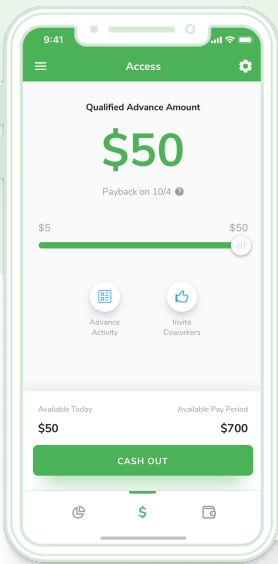 9:41
Access
Qualified Advance Amount
$50
Payback on 10/4 ?
$5 $50
Advance Activity
Invite Coworkers
Available Today Available Pay Period
$50 $700
CASH OUT
$